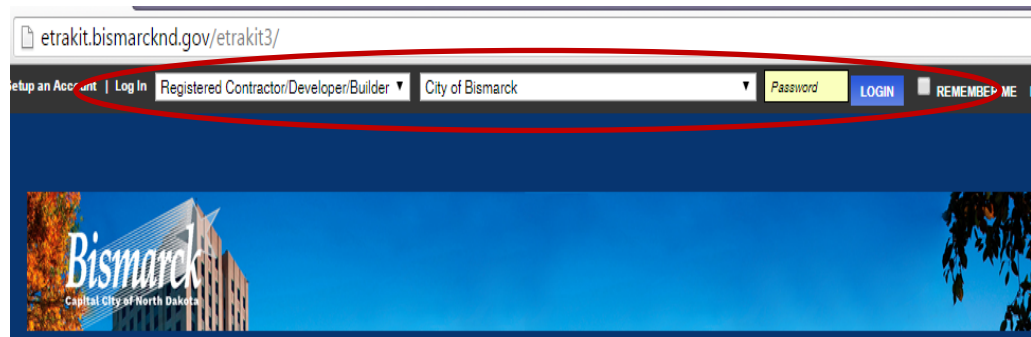 etrakit.bismarcknd.gov/etrakit3/
Setup an Account | Log In Registered Contractor/Developer/Builder City of Bismarck Password LOGIN REMEMBER ME
Bismarck
Capital City of North Dakota